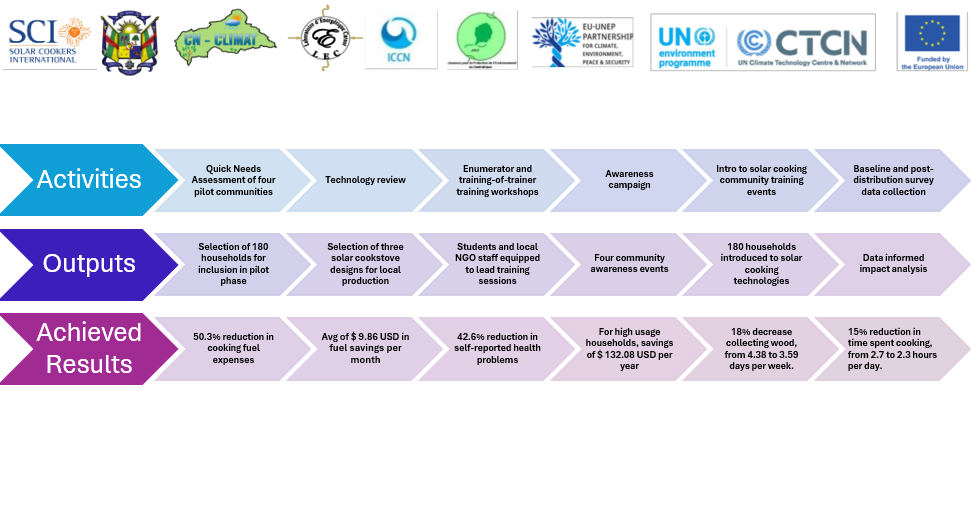 SCI
SOLAR COOKERS
INTERNATIONAL
CN - CLIMAT
LEC
ICCN
EU-UNEP
PARTNERSHIP
FOR CLIMATE,
ENVIRONMENT,
PEACE & SECURITY
UN
environment
programme
CTCN
UN Climate Technology Centre & Network
Funded by
the European Union
Activities
Quick Needs
Assessment of four
pilot communities
Technology review
Enumerator and
training-of-trainer
training workshops
Awareness
campaign
Intro to solar cooking
community training
events
Baseline and post-
distribution survey
data collection
Outputs
Selection of 180
households for
inclusion in pilot
phase
Selection of three
solar cookstove
designs for local
production
Students and local
NGO staff equipped
to lead training
sessions
Four community
awareness events
180 households
introduced to solar
cooking
technologies
Data informed
impact analysis
Achieved
Results
50.3% reduction in
cooking fuel
expenses
Avg of $ 9.86 USD in
fuel savings per
month
42.6% reduction in
self-reported health
problems
For high usage
households, savings
of $ 132.08 USD per
year
18% decrease
collecting wood,
from 4.38 to 3.59
days per week.
15% reduction in
time spent cooking,
from 2.7 to 2.3 hours
per day.